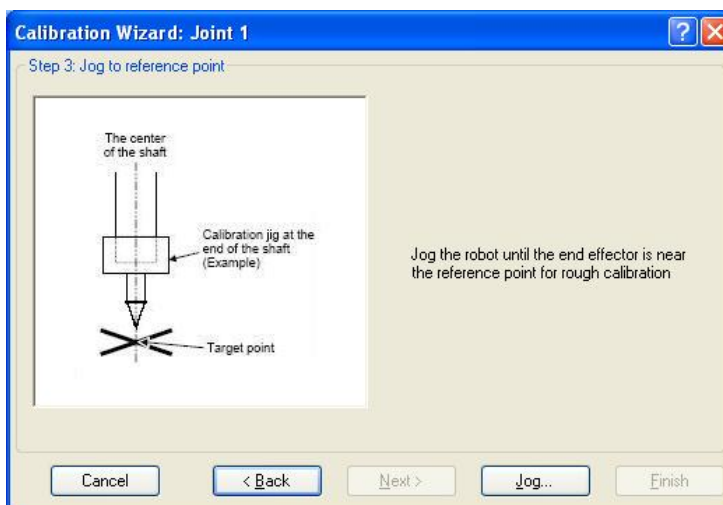 Calibration Wizard: Joint 1
Step 3: Jog to reference point
The center
of the shaft
Calibration jig at the
end of the shaft
(Example)
Target point
Jog the robot until the end effector is near
the reference point for rough calibration
Cancel
< Back
Next >
Jog...
Finish